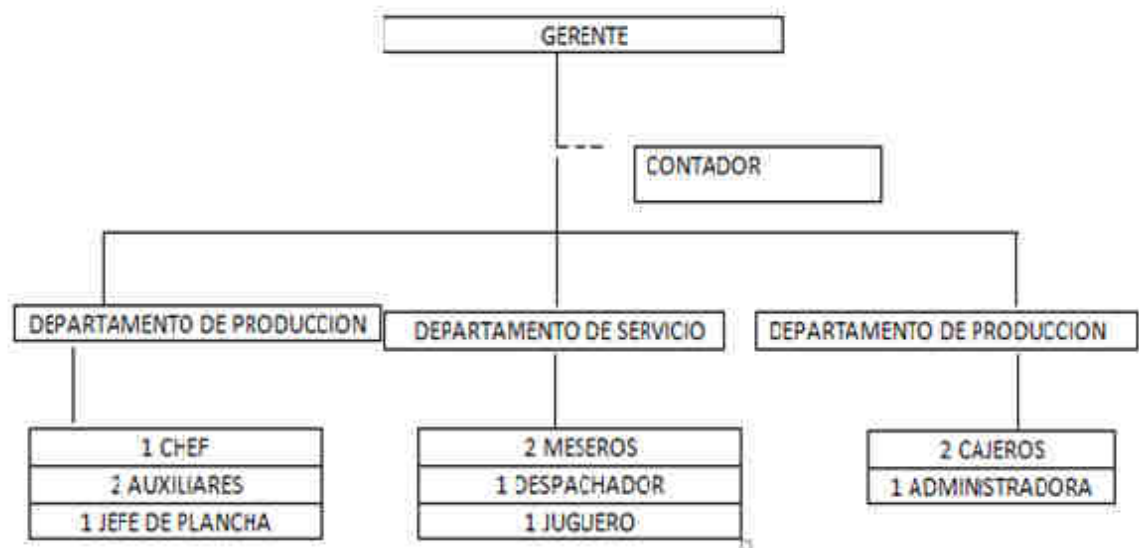 GERENTE
CONTADOR
DEPARTAMENTO DE PRODUCCION
DEPARTAMENTO DE SERVICIO
DEPARTAMENTO DE PRODUCCION
1 CHEF
2 AUXILIARES
1 JEFE DE PLANCHA
2 MESEROS
1 DESPACHADOR
1 JUGUERO
2 CAJEROS
1 ADMINISTRADORA